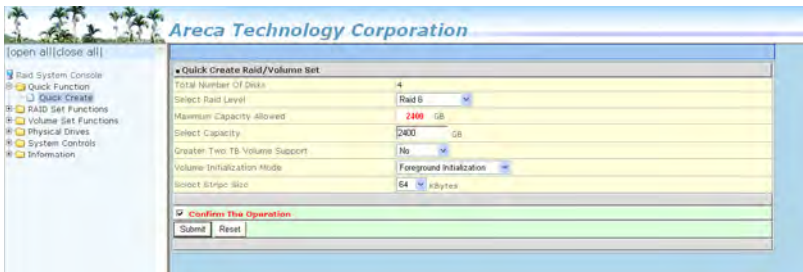 Areca Technology Corporation
|open all|close all|
Raid System Console
Quick Function
Quick Create
RAID Set Functions
Volume Set Functions
Physical Drives
System Controls
Information
Quick Create Raid/Volume Set
Total Number Of Disks 4
Select Raid Level Raid 6
Maximum Capacity Allowed 2400 GB
Select Capacity 2400 GB
Greater Two TB Volume Support No
Volume Initialization Mode Foreground Initialization
Select Stripe Size 64 KBytes
Confirm The Operation
Submit Reset